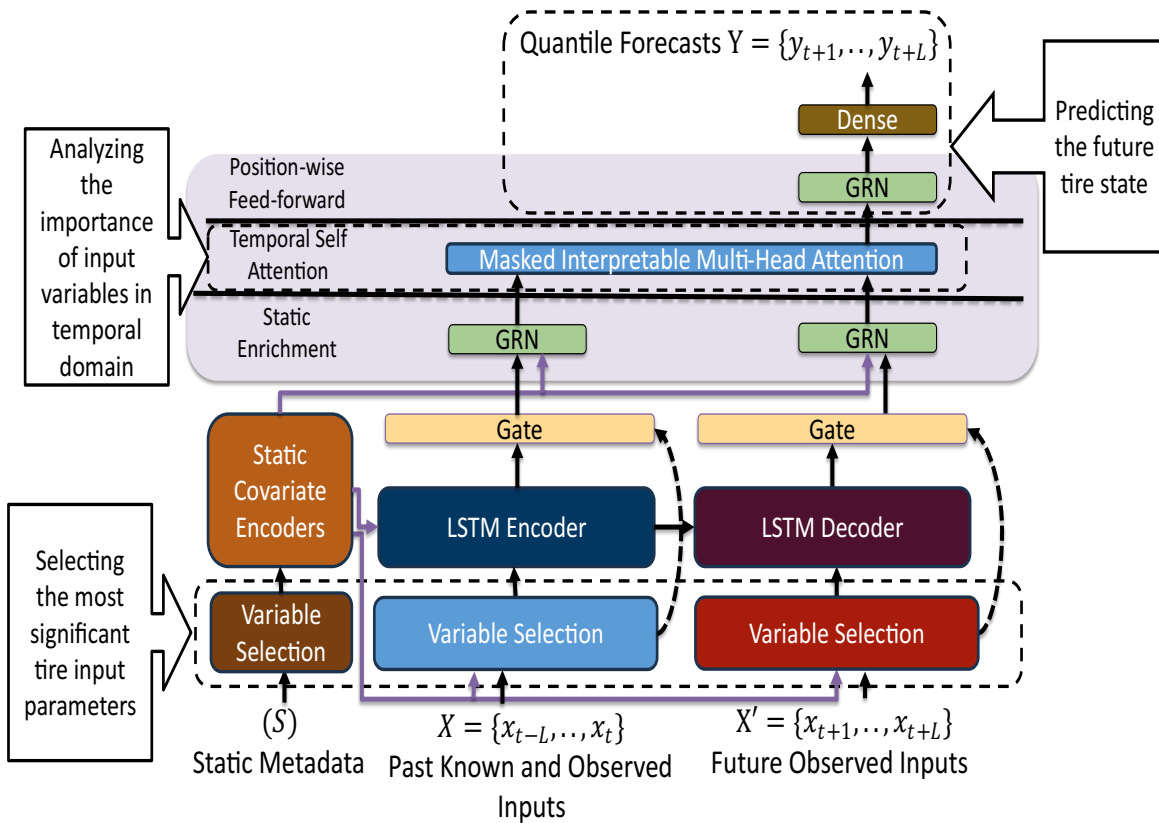 Quantile Forecasts Y = {y_{t+1},..,y_{t+L}}
Dense
Predicting
the future
tire state
Analyzing
the
importance
of input
variables in
temporal
domain
Position-wise
Feed-forward
GRN
Temporal Self
Attention
Masked Interpretable Multi-Head Attention
Static
Enrichment
GRN
GRN
Gate
Gate
Static
Covariate
Encoders
LSTM Encoder
LSTM Decoder
Selecting
the most
significant
tire input
parameters
Variable
Selection
Variable Selection
Variable Selection
(S)
Static Metadata
X = {x_{t−L},..,x_t}
Past Known and Observed
Inputs
X′ = {x_{t+1},..,x_{t+L}}
Future Observed Inputs